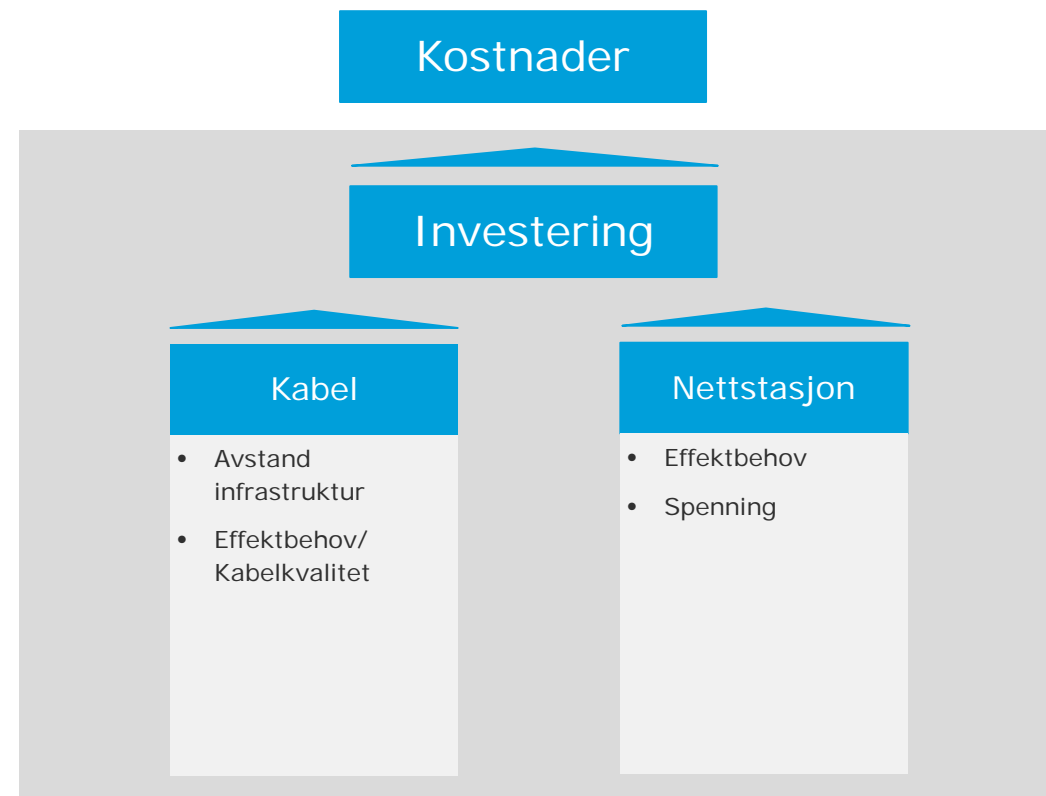 Kostnader
Investering
Kabel
• Avstand
infrastruktur
• Effektbehov/
Kabelkvalitet
Nettstasjon
• Effektbehov
• Spenning